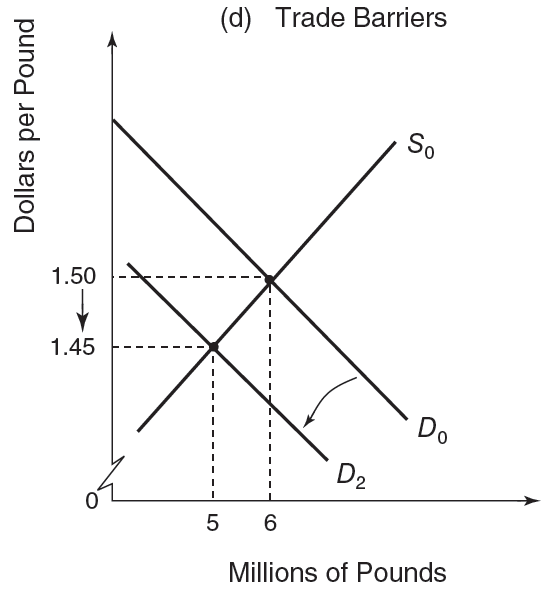 (d) Trade Barriers
Dollars per Pound
S0
1.50
1.45
D0
D2
0
5 6
Millions of Pounds